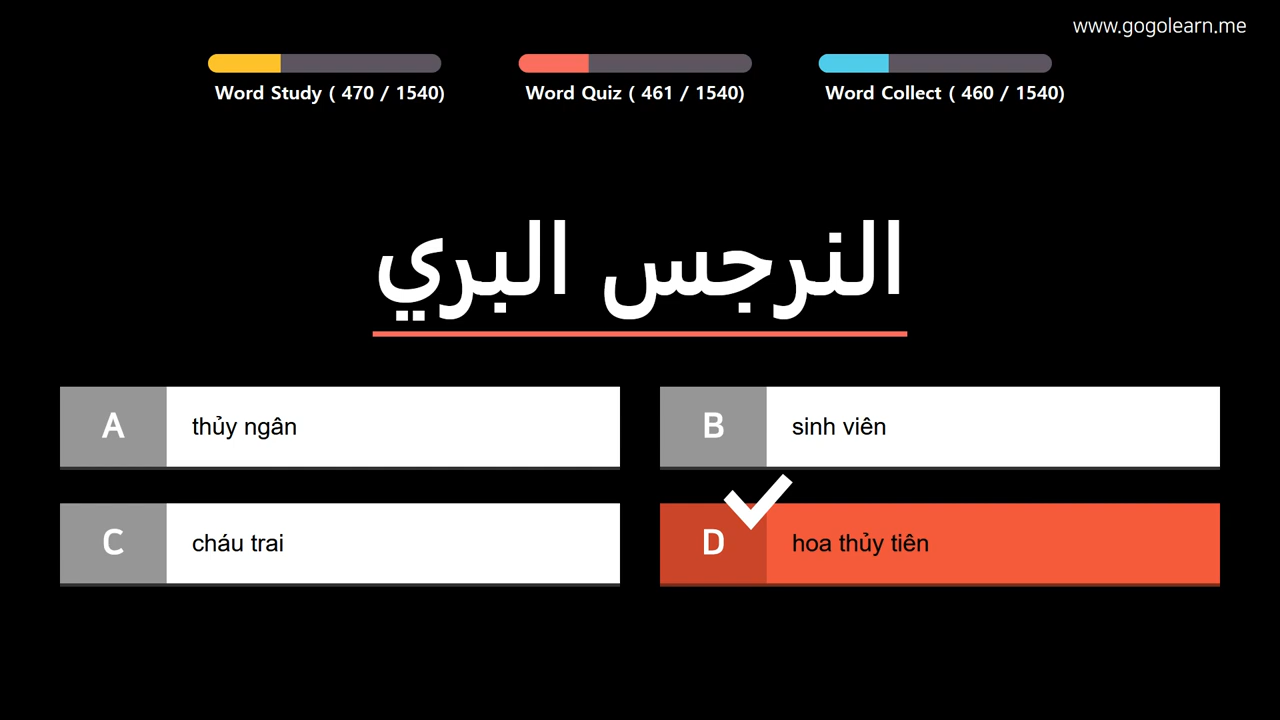 www.gogolearn.me
Word Study ( 470 / 1540)
Word Quiz ( 461 / 1540)
Word Collect ( 460 / 1540)
النرجس البري
A thủy ngân
B sinh viên
C cháu trai
D hoa thủy tiên